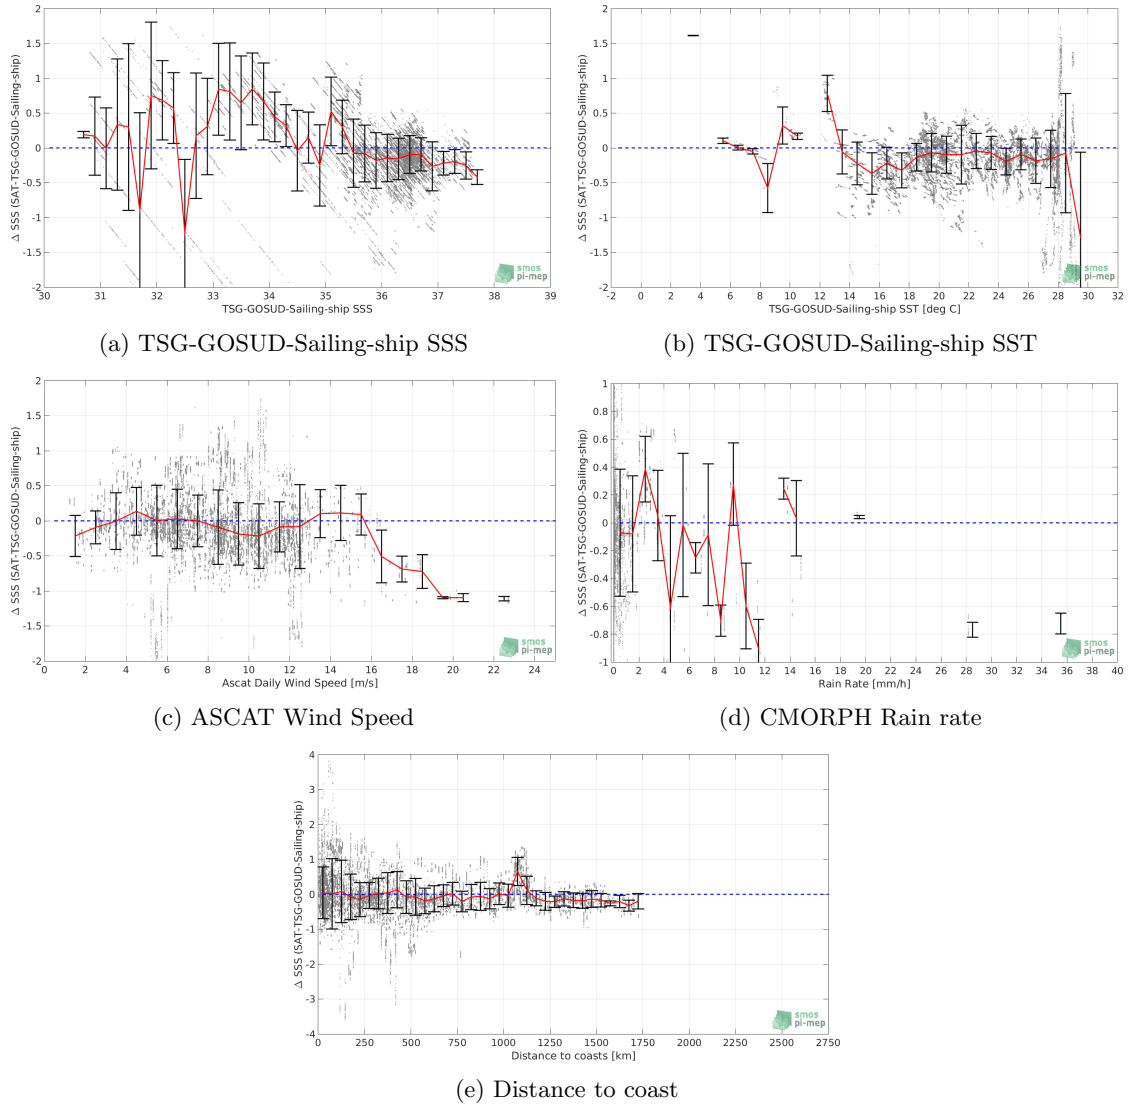 Δ SSS (SAT-TSG-GOSUD-Sailing-ship)
2
1.5
1
0.5
0
-0.5
-1
-1.5
-2
30 31 32 33 34 35 36 37 38 39
TSG-GOSUD-Sailing-ship SSS
smos
pi-mep
(a) TSG-GOSUD-Sailing-ship SSS
Δ SSS (SAT-TSG-GOSUD-Sailing-ship)
2
1.5
1
0.5
0
-0.5
-1
-1.5
-2
-2 0 2 4 6 8 10 12 14 16 18 20 22 24 26 28 30 32
TSG-GOSUD-Sailing-ship SST [deg C]
smos
pi-mep
(b) TSG-GOSUD-Sailing-ship SST
Δ SSS (SAT-TSG-GOSUD-Sailing-ship)
2
1.5
1
0.5
0
-0.5
-1
-1.5
-2
2 4 6 8 10 12 14 16 18 20 22 24
Ascat Daily Wind Speed [m/s]
smos
pi-mep
(c) ASCAT Wind Speed
Δ SSS (SAT-TSG-GOSUD-Sailing-ship)
1
0.8
0.6
0.4
0.2
0
-0.2
-0.4
-0.6
-0.8
-1
0 2 4 6 8 10 12 14 16 18 20 22 24 26 28 30 32 34 36 38 40
Rain Rate [mm/h]
smos
pi-mep
(d) CMORPH Rain rate
Δ SSS (SAT-TSG-GOSUD-Sailing-ship)
4
3
2
1
0
-1
-2
-3
-4
0 250 500 750 1000 1250 1500 1750 2000 2250 2500 2750
Distance to coasts [km]
smos
pi-mep
(e) Distance to coast